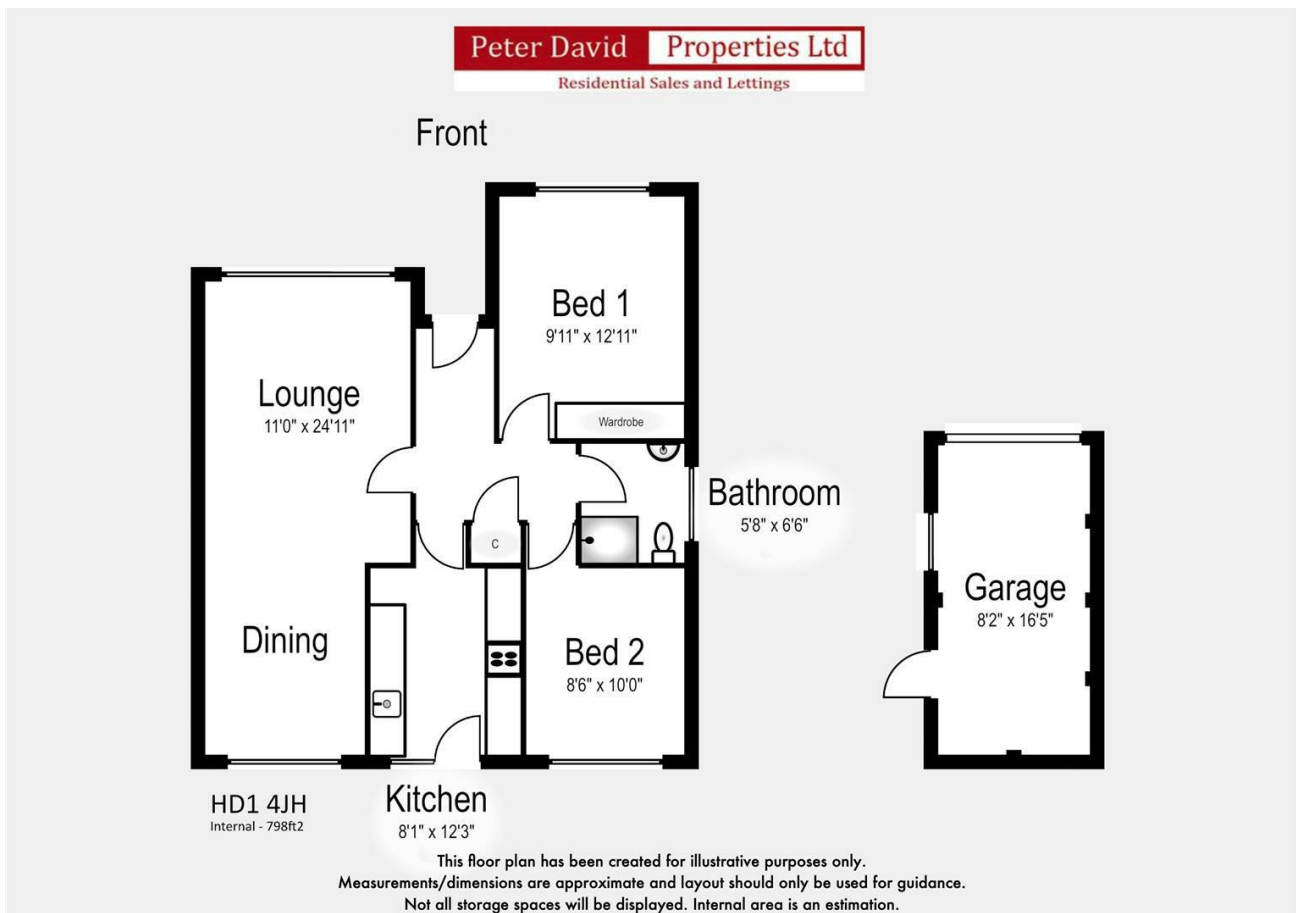 Peter David Properties Ltd
Residential Sales and Lettings
Front
Bed 1
9'11" x 12'11"
Lounge
11'0" x 24'11"
Wardrobe
Bathroom
5'8" x 6'6"
C
Garage
8'2" x 16'5"
Dining
Bed 2
8'6" x 10'0"
HD1 4JH
Internal - 798ft2
Kitchen
8'1" x 12'3"
This floor plan has been created for illustrative purposes only.
Measurements/dimensions are approximate and layout should only be used for guidance.
Not all storage spaces will be displayed. Internal area is an estimation.